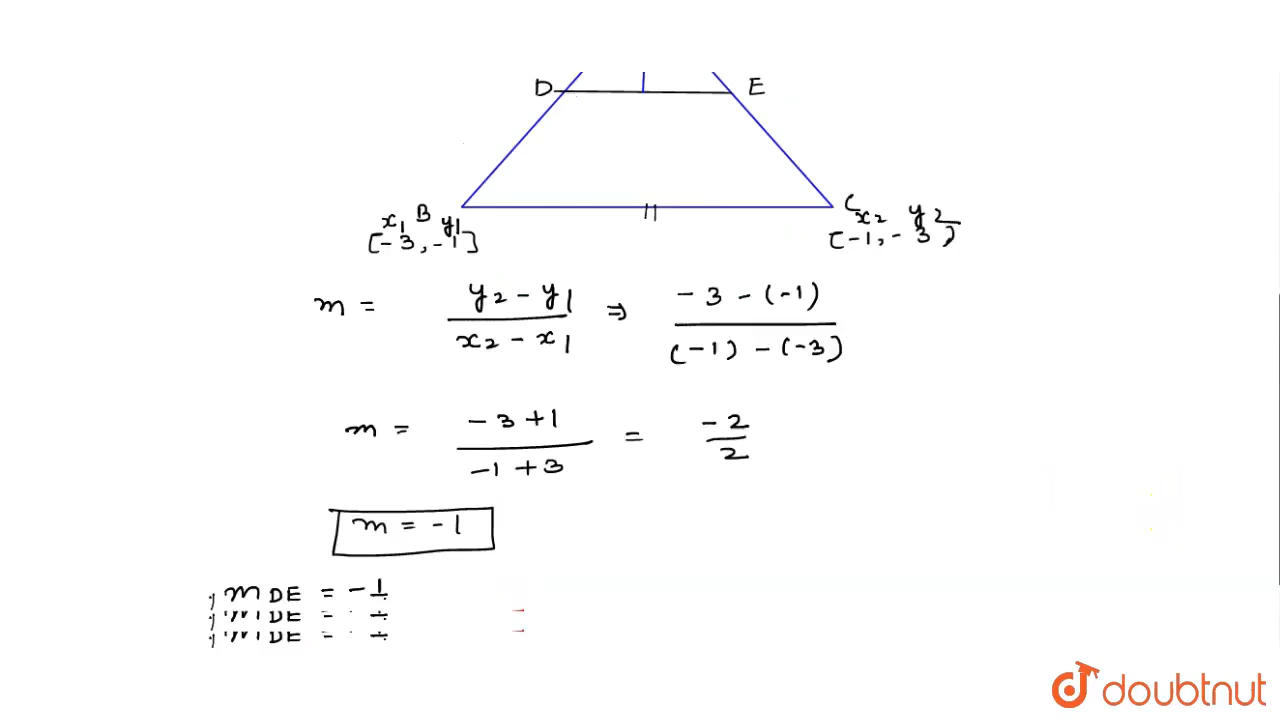 D E
B C
x1 y1 x2 y2
[-3, -1] (-1, -3)
m = y2 - y1 / x2 - x1 ⇒ -3 - (-1) / (-1) - (-3)
m = -3 + 1 / -1 + 3 = -2 / 2
m = -1
, m DE = -1
doubtnut